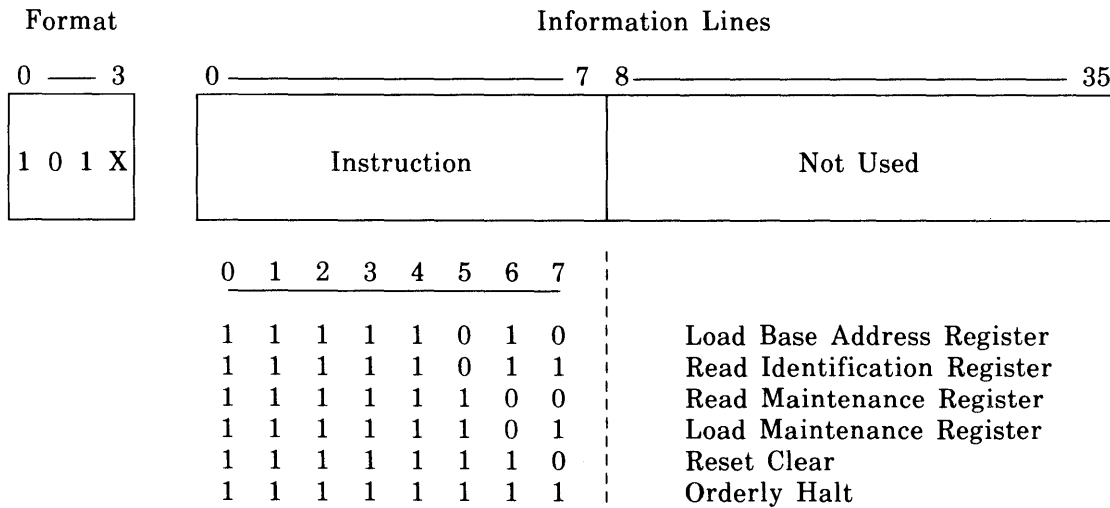 Format Information Lines
0 — 3 0 — 7 8 — 35
1 0 1 X Instruction Not Used
0 1 2 3 4 5 6 7
1 1 1 1 1 0 1 0 Load Base Address Register
1 1 1 1 1 0 1 1 Read Identification Register
1 1 1 1 1 1 0 0 Read Maintenance Register
1 1 1 1 1 1 0 1 Load Maintenance Register
1 1 1 1 1 1 1 0 Reset Clear
1 1 1 1 1 1 1 1 Orderly Halt